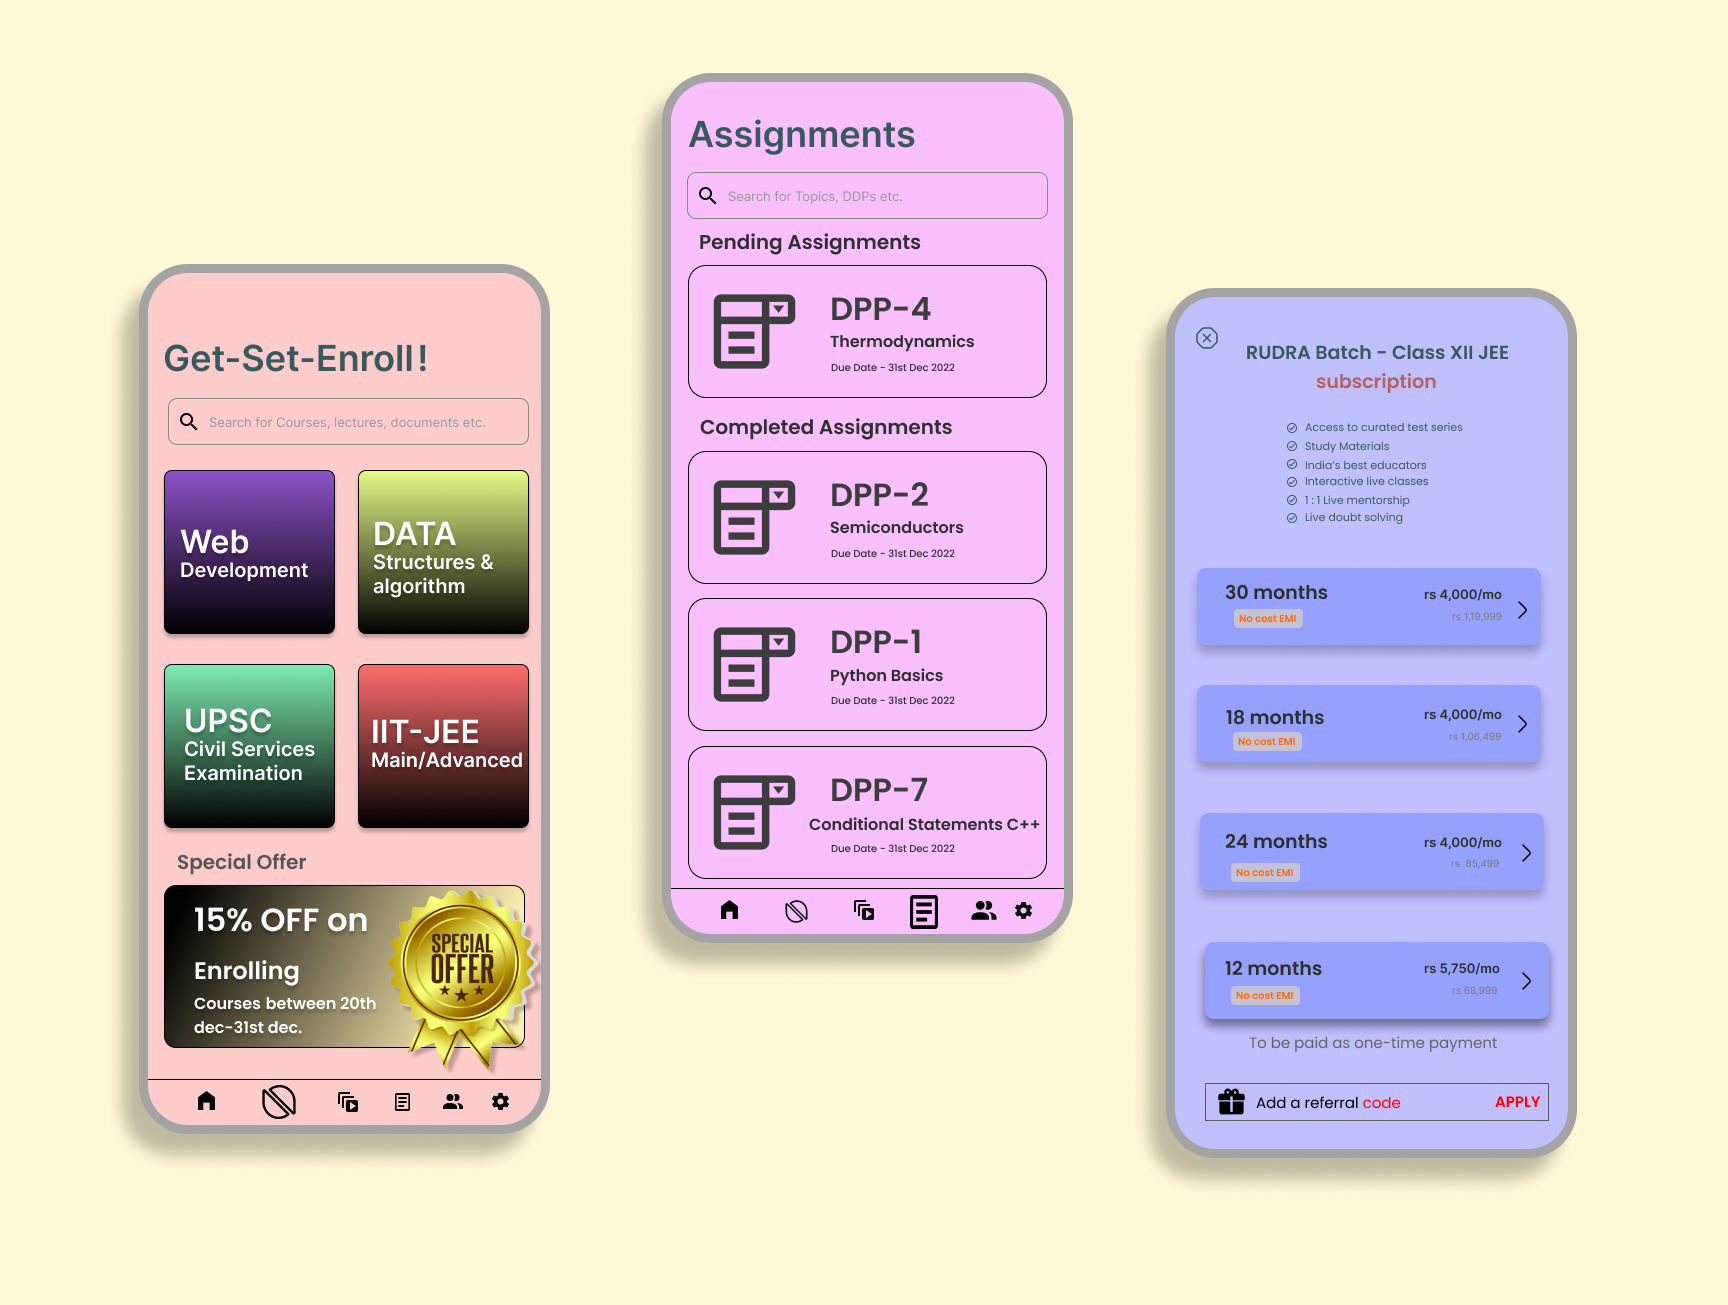 Get-Set-Enroll!
Search for Courses, lectures, documents etc.
Web
Development
DATA
Structures &
algorithm
UPSC
Civil Services
Examination
IIT-JEE
Main/Advanced
Special Offer
15% OFF on
Enrolling
Courses between 20th
dec-31st dec.
SPECIAL
OFFER
Assignments
Search for Topics, DDPs etc.
Pending Assignments
DPP-4
Thermodynamics
Due Date - 31st Dec 2022
Completed Assignments
DPP-2
Semiconductors
Due Date - 31st Dec 2022
DPP-1
Python Basics
Due Date - 31st Dec 2022
DPP-7
Conditional Statements C++
Due Date - 31st Dec 2022
RUDRA Batch - Class XII JEE
subscription
Access to curated test series
Study Materials
India's best educators
Interactive live classes
1 : 1 Live mentorship
Live doubt solving
30 months
rs 4,000/mo
No cost EMI
rs 1,19,999
18 months
rs 4,000/mo
No cost EMI
rs 1,06,499
24 months
rs 4,000/mo
No cost EMI
rs 85,499
12 months
rs 5,750/mo
No cost EMI
rs 68,999
To be paid as one-time payment
Add a referral code
APPLY